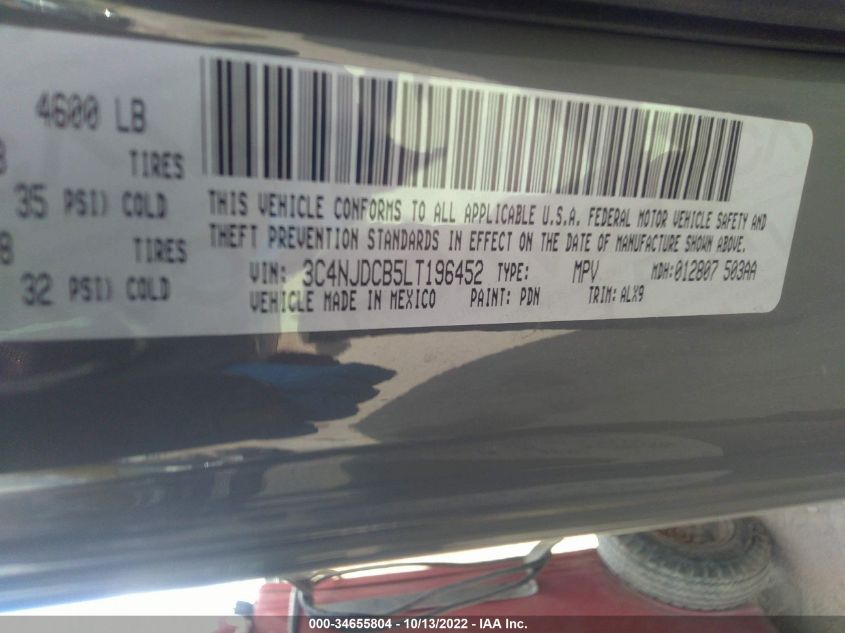 4600 LB
TIRES
35 PSI) COLD
8 TIRES
32 PSI) COLD
THIS VEHICLE CONFORMS TO ALL APPLICABLE U.S.A. FEDERAL MOTOR VEHICLE SAFETY AND
THEFT PREVENTION STANDARDS IN EFFECT ON THE DATE OF MANUFACTURE SHOWN ABOVE.
VIN: 3C4NJDCB5LT196452 TYPE: MPV MDH:012807 503AA
VEHICLE MADE IN MEXICO PAINT: PDN TRIM: ALX9
000-34655804 - 10/13/2022 - IAA Inc.